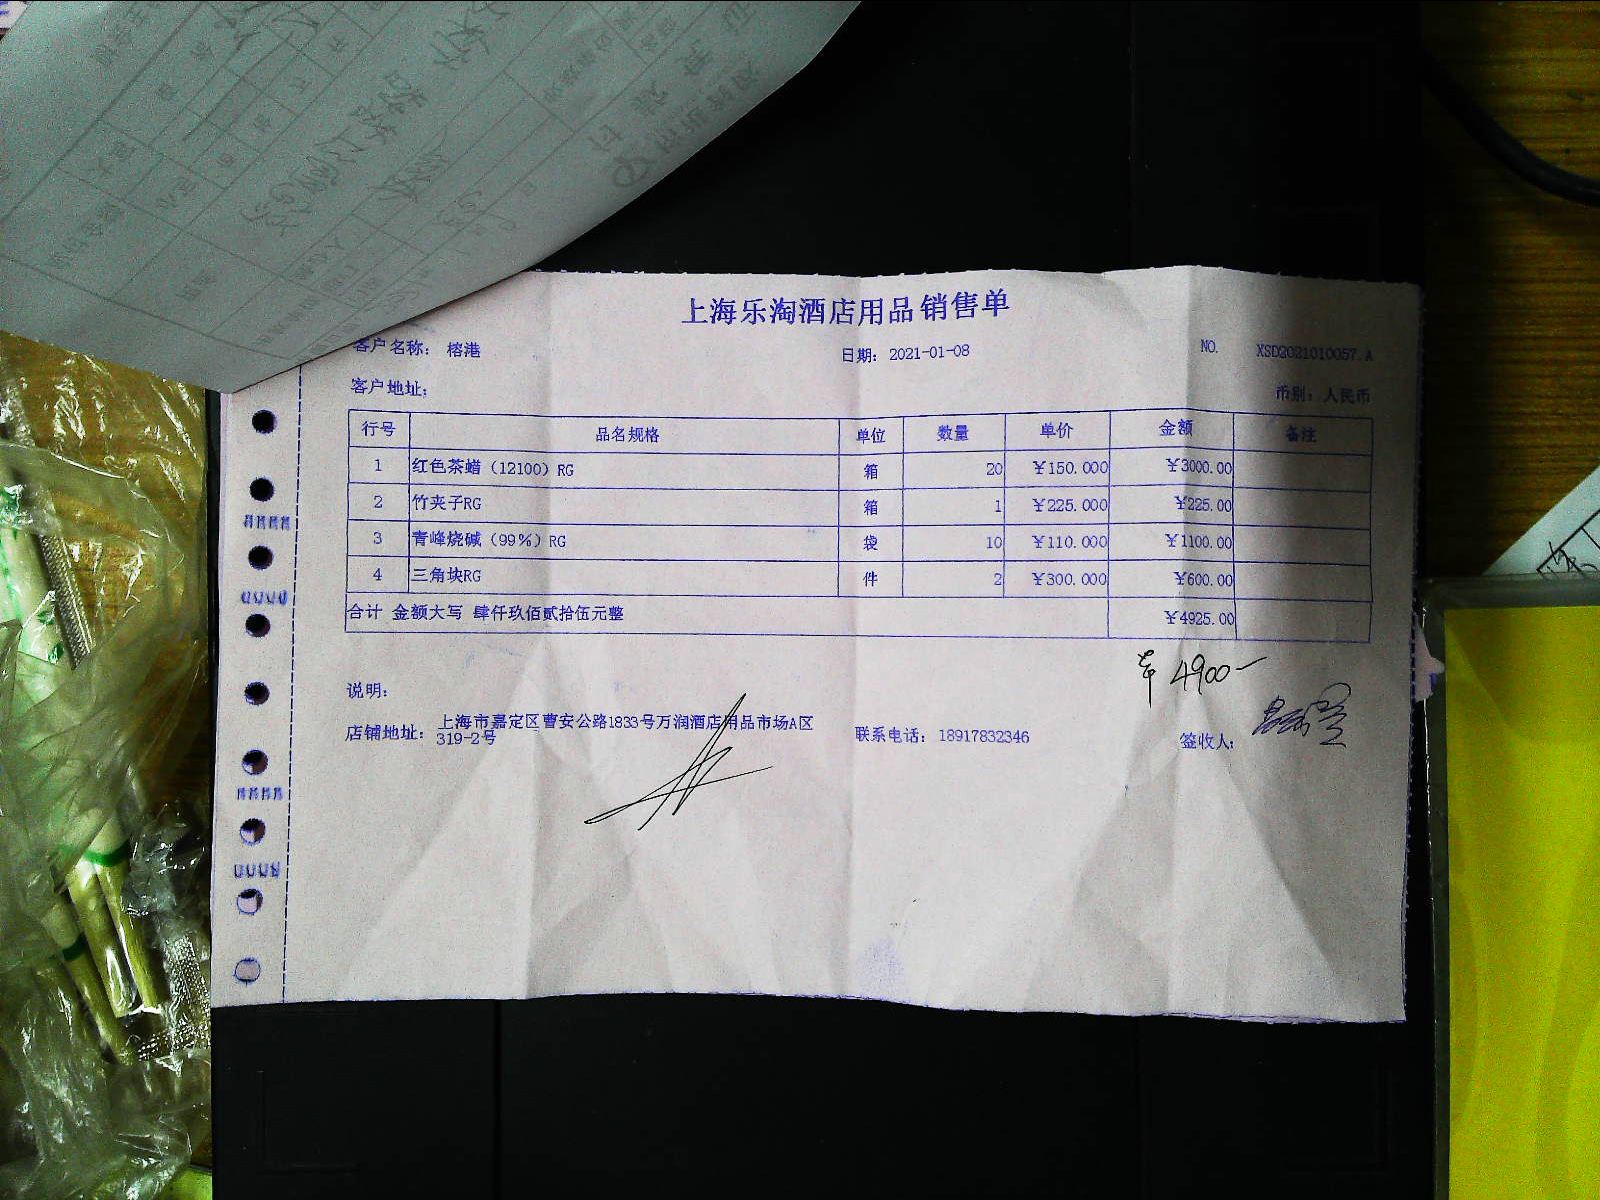 上海乐淘酒店用品销售单
客户名称： 榕港 日期： 2021-01-08 NO. XSD2021010057.A
客户地址： 币别：人民币
行号 品名规格 单位 数量 单价 金额 备注
1 红色茶蜡（12100）RG 箱 20 ￥150.000 ￥3000.00
2 竹夹子RG 箱 1 ￥225.000 ￥225.00
3 青峰烧碱（99%）RG 袋 10 ￥110.000 ￥1100.00
4 三角块RG 件 2 ￥300.000 ￥600.00
合计 金额大写 肆仟玖佰贰拾伍元整 ￥4925.00
4900
说明：
店铺地址： 上海市嘉定区曹安公路1833号万润酒店用品市场A区
319-2号
联系电话： 18917832346 签收人：